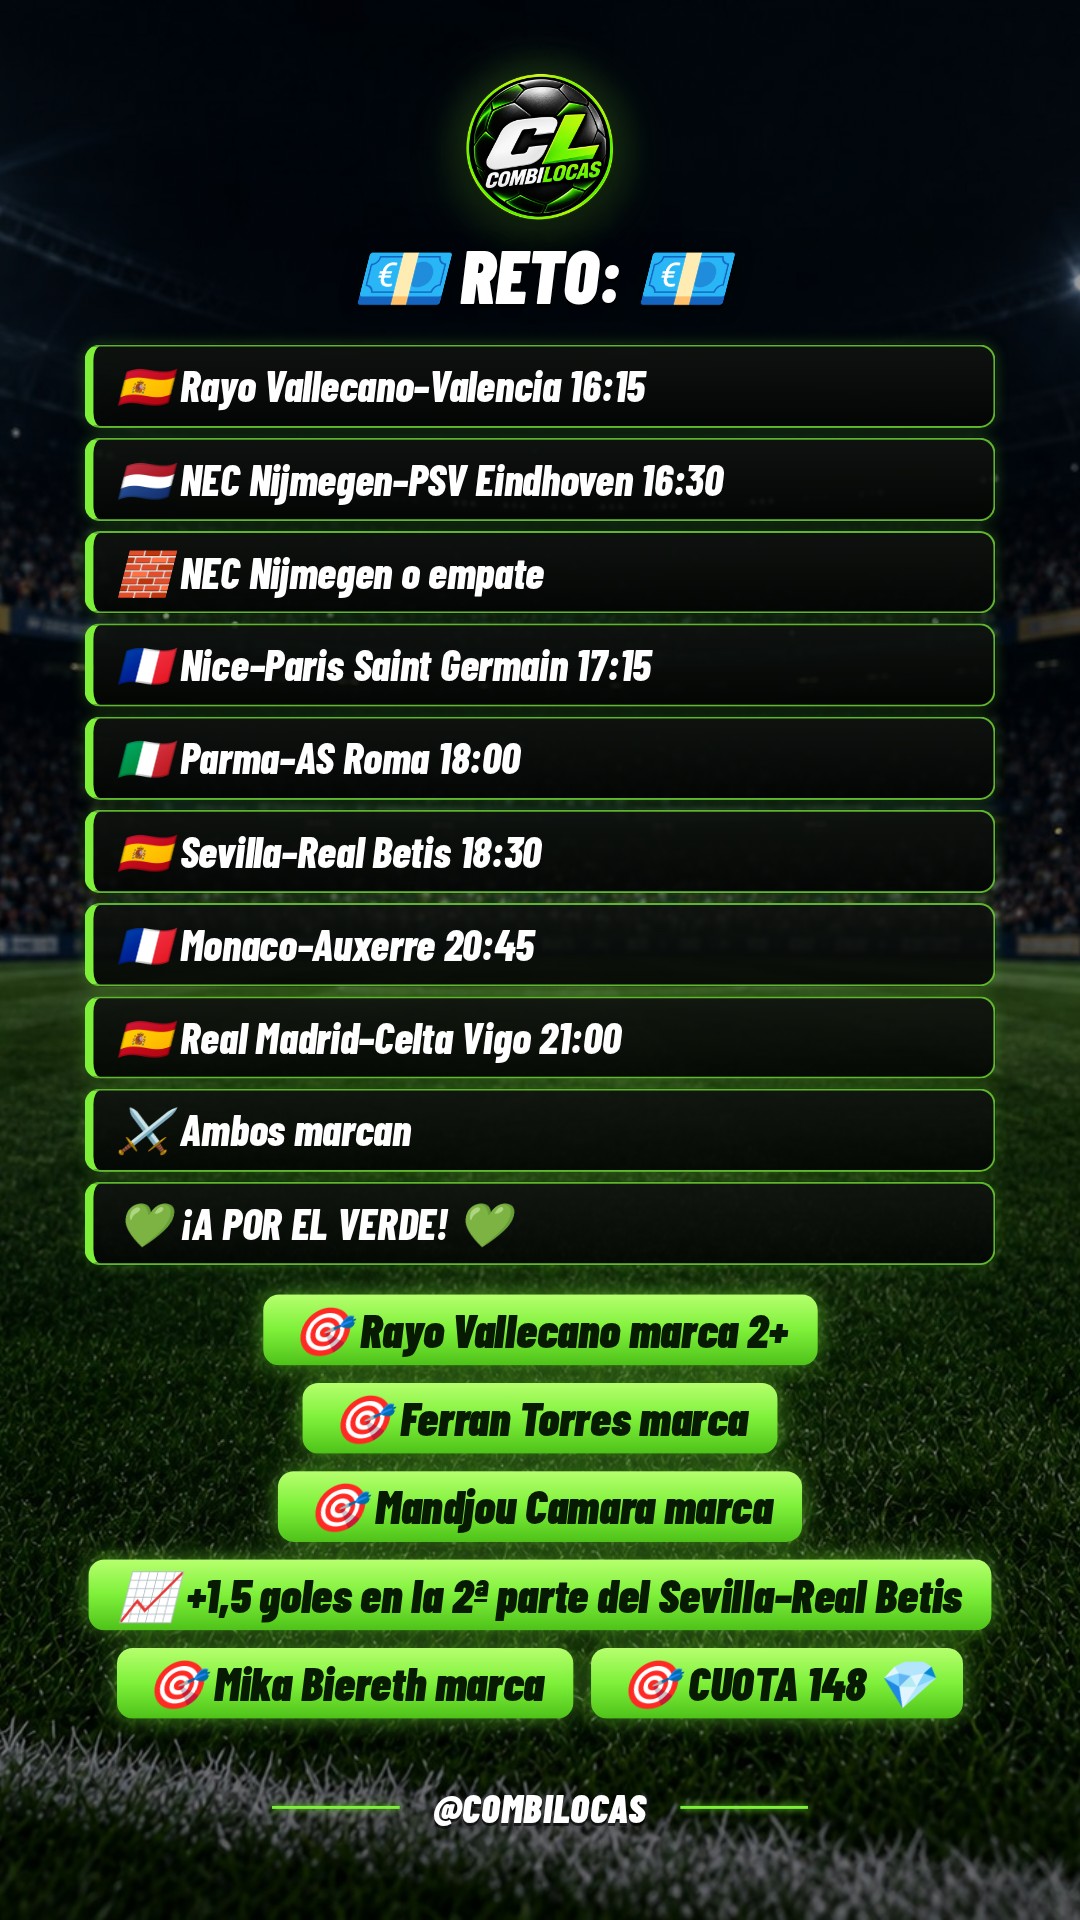 CL
COMBILOCAS
💶 RETO: 💶
🇪🇸 Rayo Vallecano-Valencia 16:15
🇳🇱 NEC Nijmegen-PSV Eindhoven 16:30
🧱 NEC Nijmegen o empate
🇫🇷 Nice-Paris Saint Germain 17:15
🇮🇹 Parma-AS Roma 18:00
🇪🇸 Sevilla-Real Betis 18:30
🇫🇷 Monaco-Auxerre 20:45
🇪🇸 Real Madrid-Celta Vigo 21:00
⚔️ Ambos marcan
💚 ¡A POR EL VERDE! 💚
🎯 Rayo Vallecano marca 2+
🎯 Ferran Torres marca
🎯 Mandjou Camara marca
📈 +1,5 goles en la 2ª parte del Sevilla-Real Betis
🎯 Mika Biereth marca
🎯 CUOTA 148 💎
@COMBILOCAS